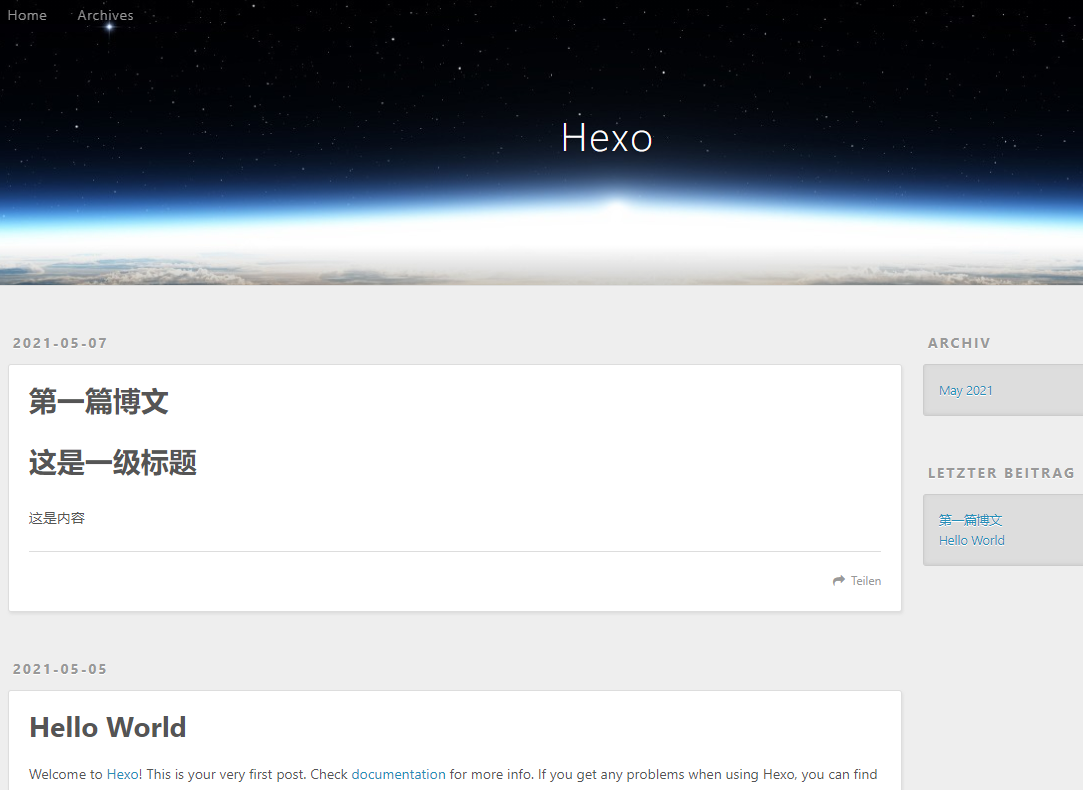 Home
Archives
Hexo
2021-05-07
第一篇博文
这是一级标题
这是内容
Teilen
2021-05-05
Hello World
Welcome to Hexo! This is your very first post. Check documentation for more info. If you get any problems when using Hexo, you can find
ARCHIV
May 2021
LETZTER BEITRAG
第一篇博文
Hello World